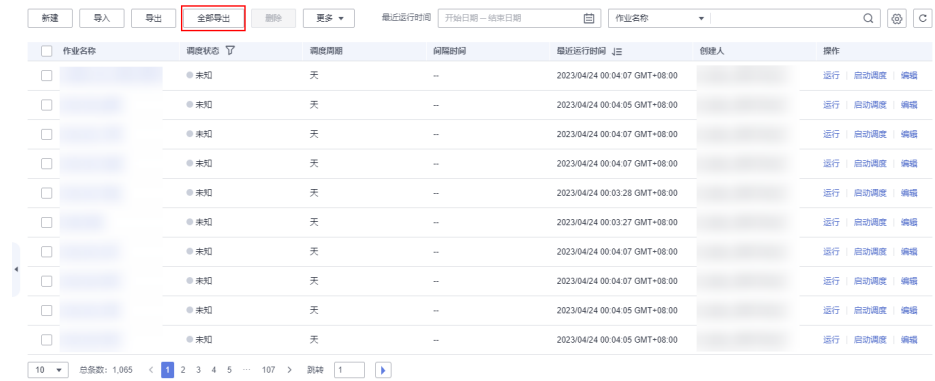 新建 导入 导出 全部导出 删除 更多 最近运行时间 开始日期 – 结束日期 作业名称
作业名称 调度状态 调度周期 间隔时间 最近运行时间 创建人 操作
未知 天 -- 2023/04/24 00:04:07 GMT+08:00 运行 启动调度 编辑
未知 天 -- 2023/04/24 00:04:05 GMT+08:00 运行 启动调度 编辑
未知 天 -- 2023/04/24 00:04:07 GMT+08:00 运行 启动调度 编辑
未知 天 -- 2023/04/24 00:04:07 GMT+08:00 运行 启动调度 编辑
未知 天 -- 2023/04/24 00:03:28 GMT+08:00 运行 启动调度 编辑
未知 天 -- 2023/04/24 00:03:27 GMT+08:00 运行 启动调度 编辑
未知 天 -- 2023/04/24 00:04:05 GMT+08:00 运行 启动调度 编辑
未知 天 -- 2023/04/24 00:04:05 GMT+08:00 运行 启动调度 编辑
未知 天 -- 2023/04/24 00:04:05 GMT+08:00 运行 启动调度 编辑
未知 天 -- 2023/04/24 00:04:05 GMT+08:00 运行 启动调度 编辑
10 总条数: 1,065 < 1 2 3 4 5 ··· 107 > 跳转 1